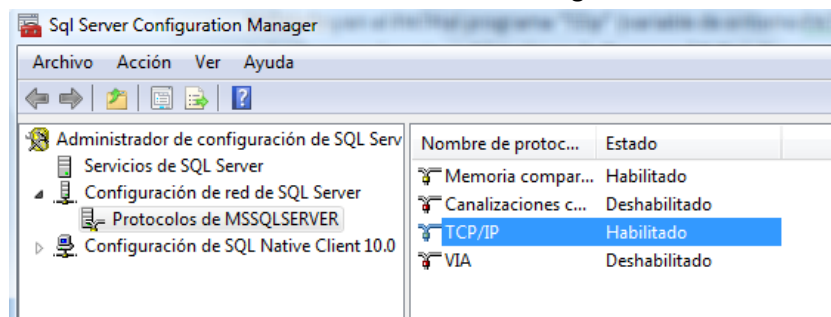 Sql Server Configuration Manager
Archivo Acción Ver Ayuda
Administrador de configuración de SQL Serv
Servicios de SQL Server
Configuración de red de SQL Server
Protocolos de MSSQLSERVER
Configuración de SQL Native Client 10.0
Nombre de protoc... Estado
Memoria compar... Habilitado
Canalizaciones c... Deshabilitado
TCP/IP Habilitado
VIA Deshabilitado